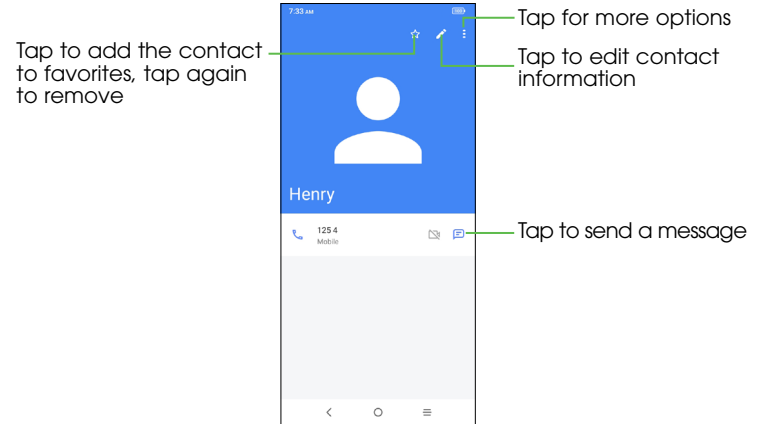 7:33 AM
100
Tap for more options
Tap to add the contact
to favorites, tap again
to remove
Tap to edit contact
information
Henry
125 4
Mobile
Tap to send a message